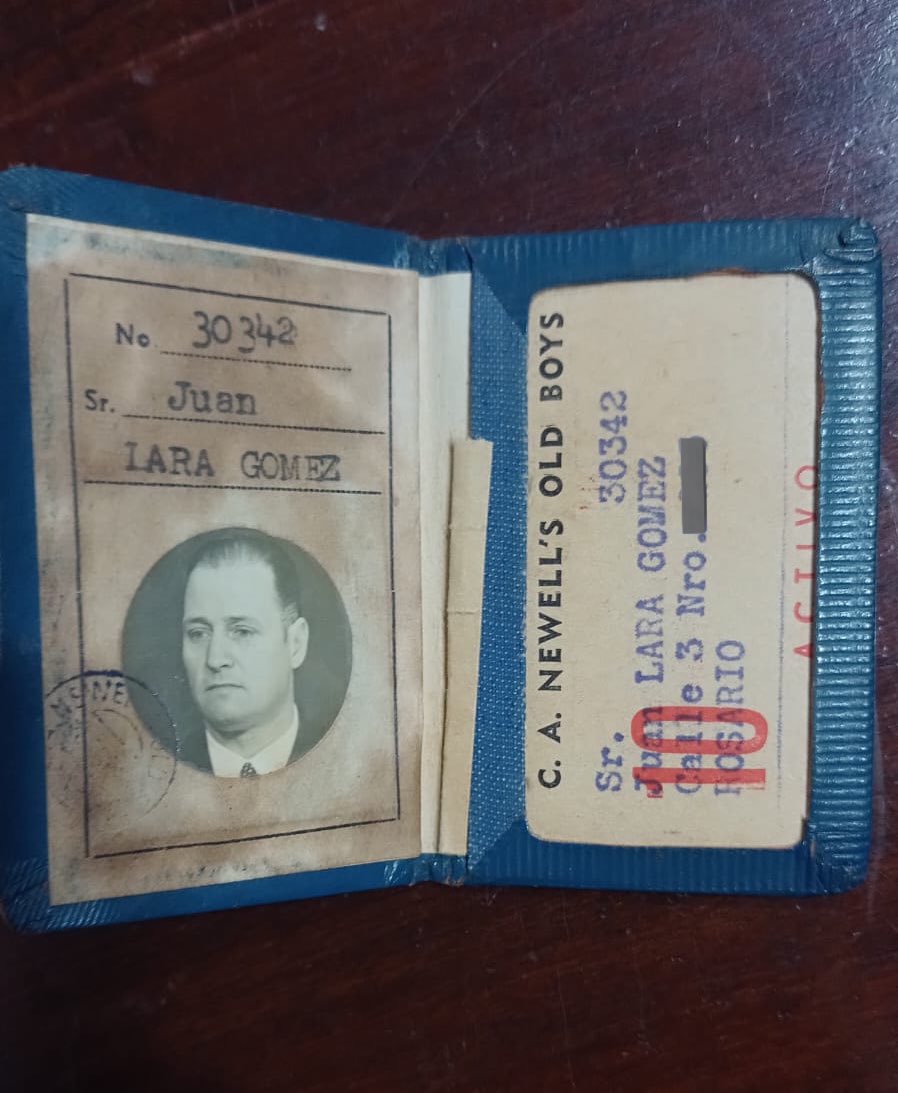 No. 30342
Sr. Juan
LARA GOMEZ
C. A. NEWELL'S OLD BOYS
30342
Sr.
Juan LARA GOMEZ
Calle 3 Nro.
ROSARIO
10
ACTIVO